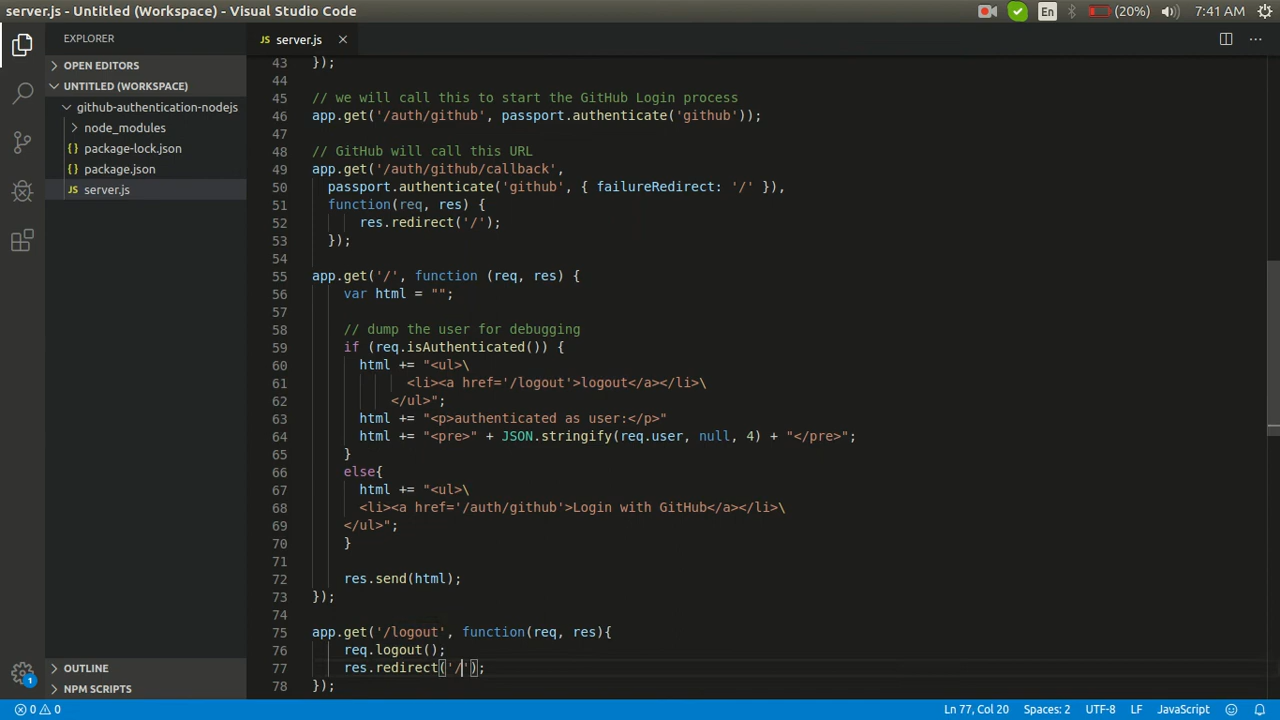 server.js - Untitled (Workspace) - Visual Studio Code
En
(20%)
7:41 AM
EXPLORER
OPEN EDITORS
UNTITLED (WORKSPACE)
github-authentication-nodejs
node_modules
{} package-lock.json
{} package.json
JS server.js
OUTLINE
NPM SCRIPTS
1
JS server.js
43 });
44
45 // we will call this to start the GitHub Login process
46 app.get('/auth/github', passport.authenticate('github'));
47
48 // GitHub will call this URL
49 app.get('/auth/github/callback',
50 passport.authenticate('github', { failureRedirect: '/' }),
51 function(req, res) {
52 res.redirect('/');
53 });
54
55 app.get('/', function (req, res) {
56 var html = "";
57
58 // dump the user for debugging
59 if (req.isAuthenticated()) {
60 html += "<ul>\
61 <li><a href='/logout'>logout</a></li>\
62 </ul>";
63 html += "<p>authenticated as user:</p>"
64 html += "<pre>" + JSON.stringify(req.user, null, 4) + "</pre>";
65 }
66 else{
67 html += "<ul>\
68 <li><a href='/auth/github'>Login with GitHub</a></li>\
69 </ul>";
70 }
71
72 res.send(html);
73 });
74
75 app.get('/logout', function(req, res){
76 req.logout();
77 res.redirect('/');
78 });
0 0
Ln 77, Col 20
Spaces: 2
UTF-8
LF
JavaScript